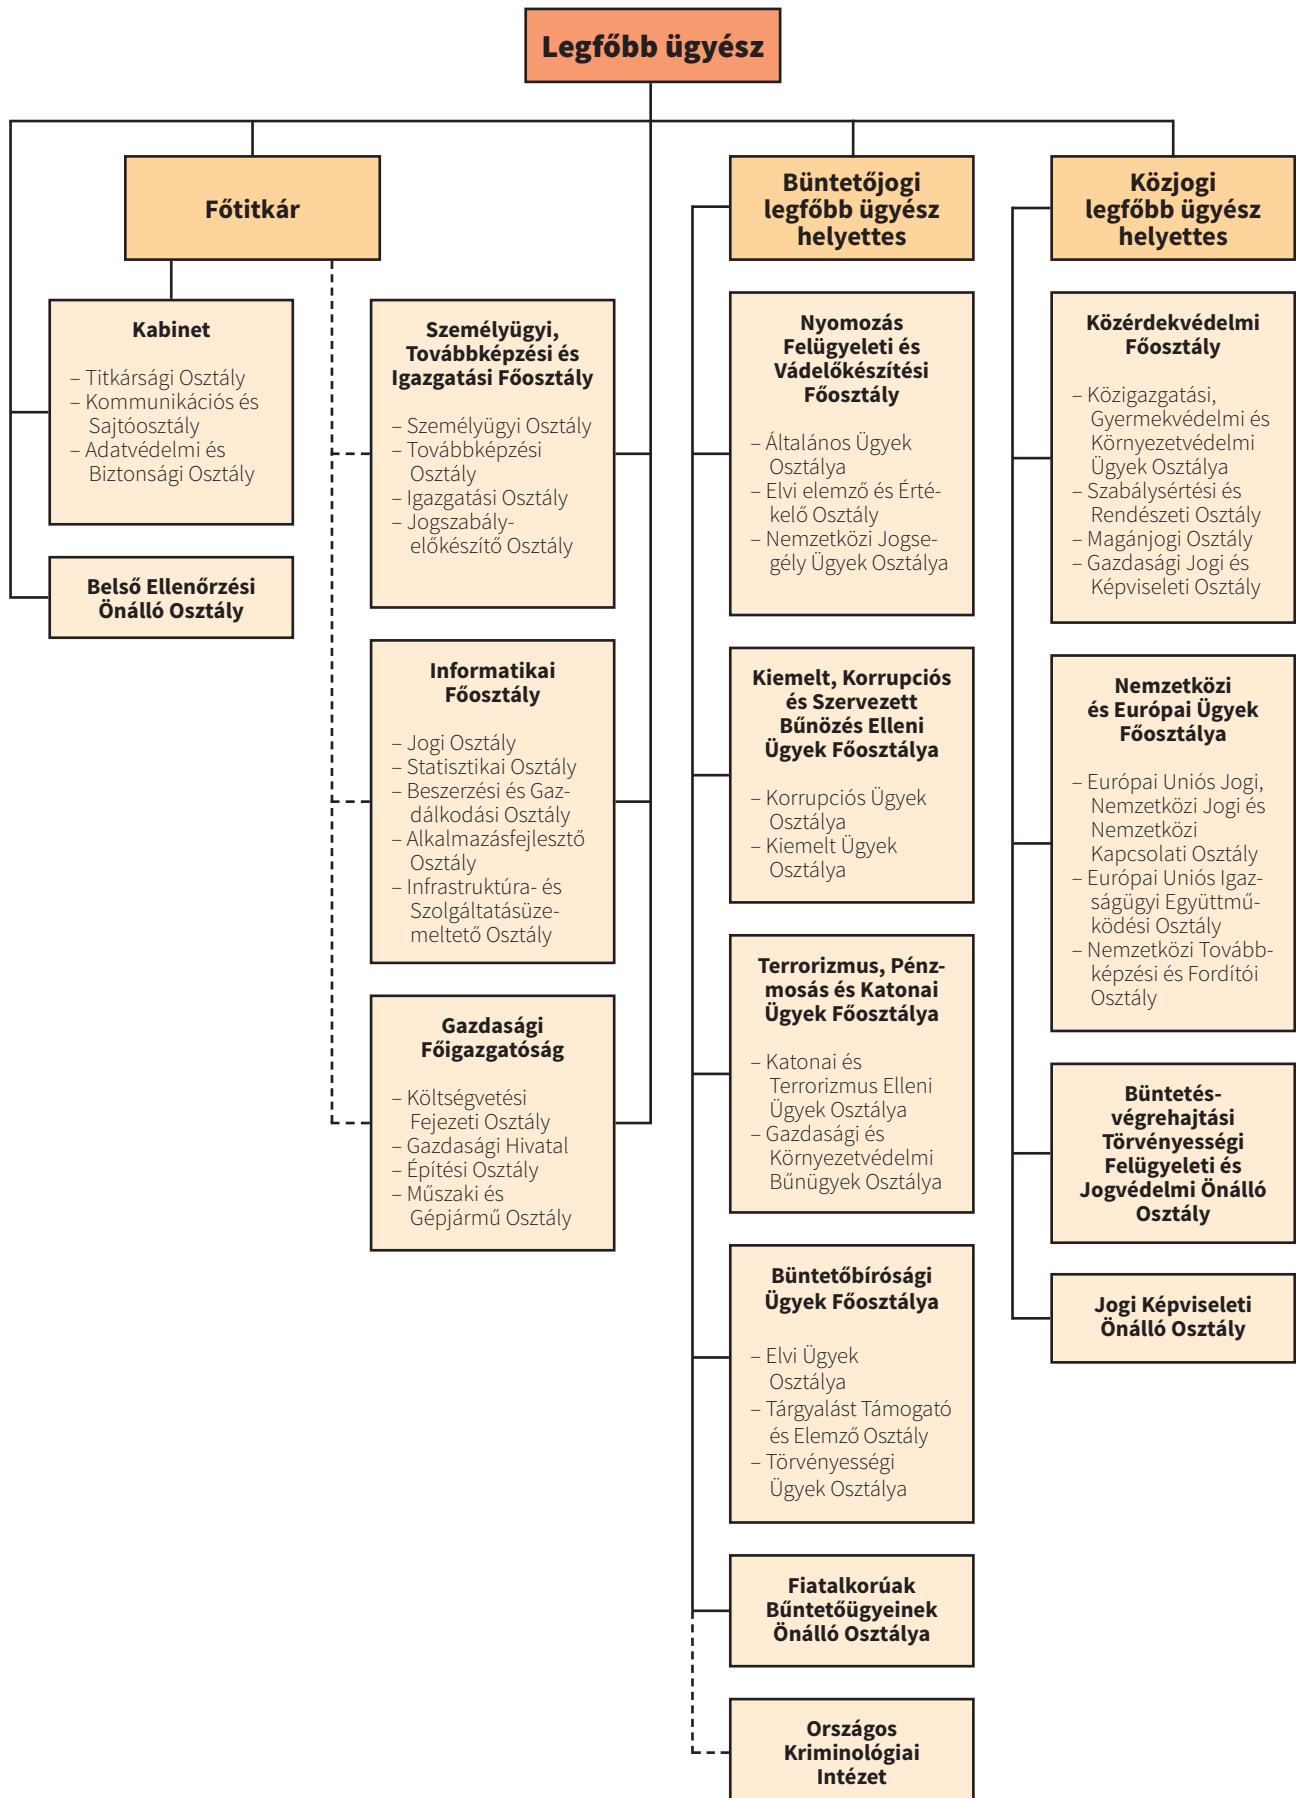 Legfőbb ügyész
Főtitkár
Büntetőjogi
legfőbb ügyész
helyettes
Közjogi
legfőbb ügyész
helyettes
Kabinet
– Titkársági Osztály
– Kommunikációs és
Sajtóosztály
– Adatvédelmi és
Biztonsági Osztály
Belső Ellenőrzési
Önálló Osztály
Személyügyi,
Továbbképzési és
Igazgatási Főosztály
– Személyügyi Osztály
– Továbbképzési
Osztály
– Igazgatási Osztály
– Jogszabály-
előkészítő Osztály
Informatikai
Főosztály
– Jogi Osztály
– Statisztikai Osztály
– Beszerzési és Gaz-
dálkodási Osztály
– Alkalmazásfejlesztő
Osztály
– Infrastruktúra- és
Szolgáltatásüze-
meltető Osztály
Gazdasági
Főigazgatóság
– Költségvetési
Fejezeti Osztály
– Gazdasági Hivatal
– Építési Osztály
– Műszaki és
Gépjármű Osztály
Nyomozás
Felügyeleti és
Vádelőkészítési
Főosztály
– Általános Ügyek
Osztálya
– Elvi elemző és Érté-
kelő Osztály
– Nemzetközi Jogse-
gély Ügyek Osztálya
Kiemelt, Korrupciós
és Szervezett
Bűnözés Elleni
Ügyek Főosztálya
– Korrupciós Ügyek
Osztálya
– Kiemelt Ügyek
Osztálya
Terrorizmus, Pénz-
mosás és Katonai
Ügyek Főosztálya
– Katonai és
Terrorizmus Elleni
Ügyek Osztálya
– Gazdasági és
Környezetvédelmi
Bűnügyek Osztálya
Büntetőbírósági
Ügyek Főosztálya
– Elvi Ügyek
Osztálya
– Tárgyalást Támogató
és Elemző Osztály
– Törvényességi
Ügyek Osztálya
Fiatalkorúak
Bűntetőügyeinek
Önálló Osztálya
Országos
Kriminológiai
Intézet
Közérdekvédelmi
Főosztály
– Közigazgatási,
Gyermekvédelmi és
Környezetvédelmi
Ügyek Osztálya
– Szabálysértési és
Rendészeti Osztály
– Magánjogi Osztály
– Gazdasági Jogi és
Képviseleti Osztály
Nemzetközi
és Európai Ügyek
Főosztálya
– Európai Uniós Jogi,
Nemzetközi Jogi és
Nemzetközi
Kapcsolati Osztály
– Európai Uniós Igaz-
ságügyi Együttmű-
ködési Osztály
– Nemzetközi Tovább-
képzési és Fordítói
Osztály
Büntetés-
végrehajtási
Törvényességi
Felügyeleti és
Jogvédelmi Önálló
Osztály
Jogi Képviseleti
Önálló Osztály